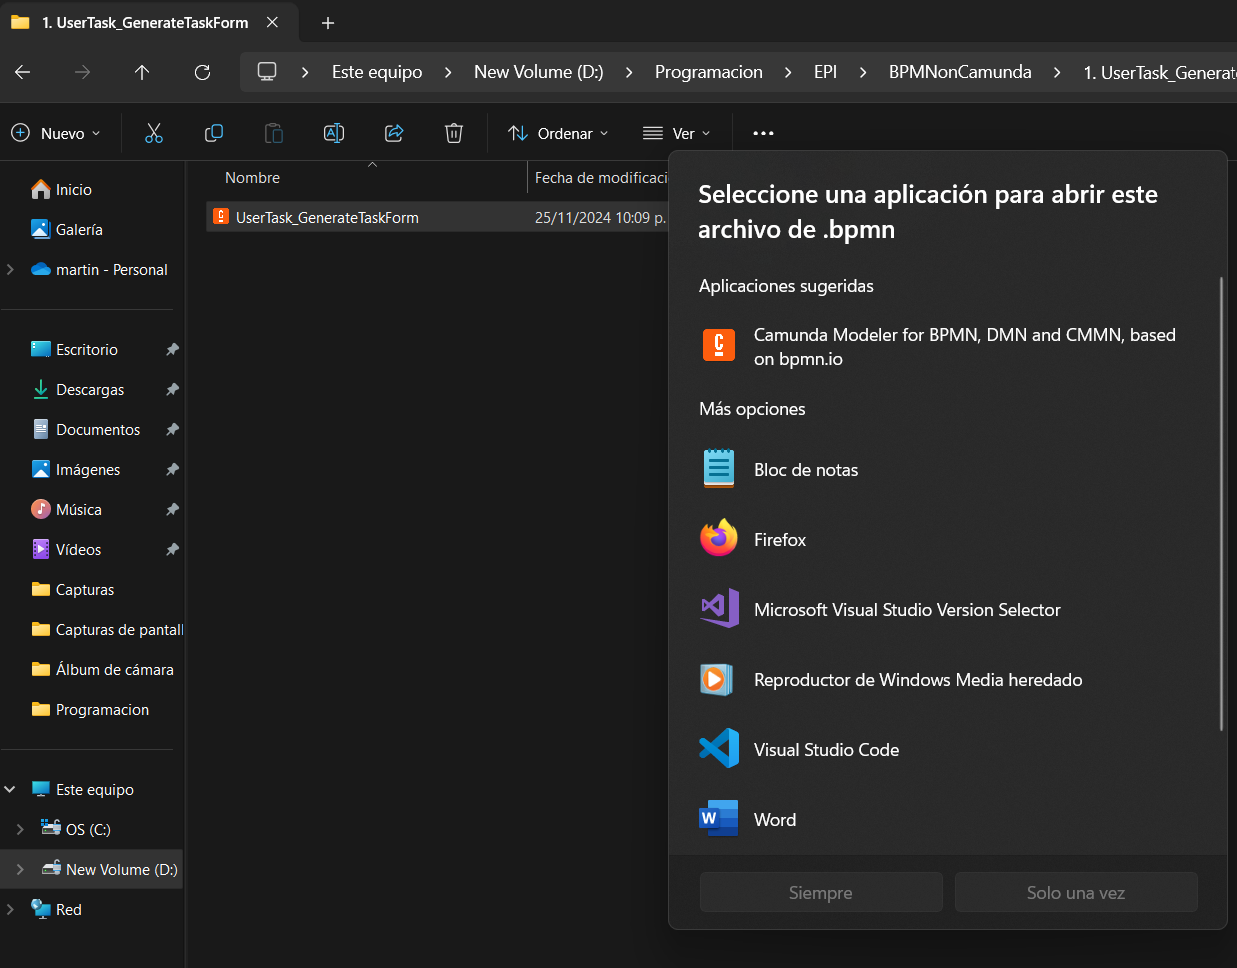 1. UserTask_GenerateTaskForm
Este equipo > New Volume (D:) > Programacion > EPI > BPMNonCamunda > 1. UserTask_Generate
Nuevo
Ordenar
Ver
Inicio
Galería
martin - Personal
Escritorio
Descargas
Documentos
Imágenes
Música
Vídeos
Capturas
Capturas de pantall
Álbum de cámara
Programacion
Este equipo
OS (C:)
New Volume (D:)
Red
Nombre
Fecha de modificaci
UserTask_GenerateTaskForm
25/11/2024 10:09 p.
Seleccione una aplicación para abrir este
archivo de .bpmn
Aplicaciones sugeridas
Camunda Modeler for BPMN, DMN and CMMN, based
on bpmn.io
Más opciones
Bloc de notas
Firefox
Microsoft Visual Studio Version Selector
Reproductor de Windows Media heredado
Visual Studio Code
Word
Siempre
Solo una vez